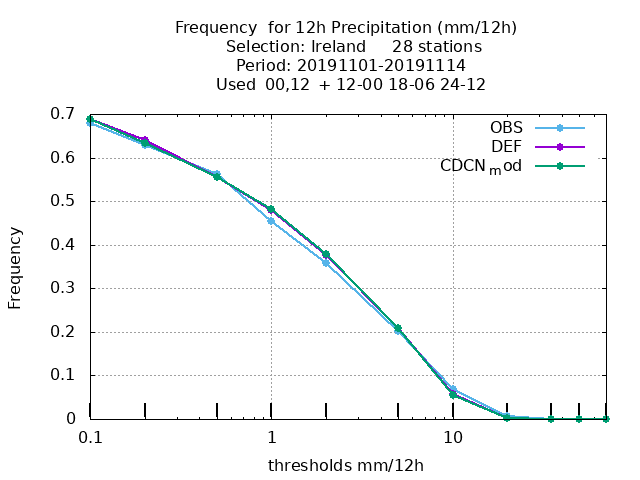 Frequency  for 12h Precipitation (mm/12h)
Selection: Ireland     28 stations
Period: 20191101-20191114
Used  00,12  + 12-00 18-06 24-12
OBS
DEF
CDCNmod
0.7
0.6
0.5
0.4
0.3
0.2
0.1
0
Frequency
0.1
1
10
thresholds mm/12h